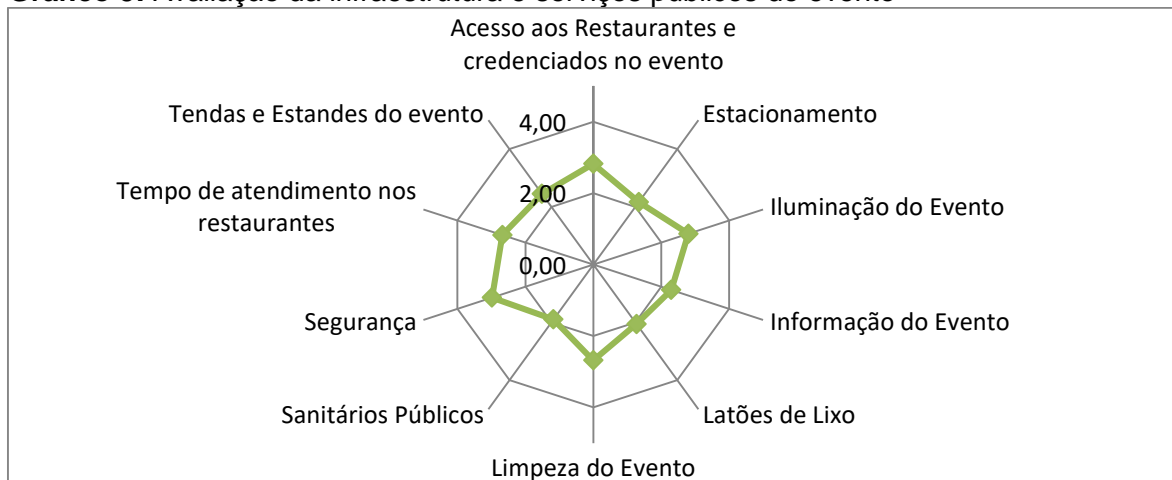 Acesso aos Restaurantes e
credenciados no evento
Tendas e Estandes do evento
4,00
Estacionamento
Tempo de atendimento nos
restaurantes
2,00
Iluminação do Evento
0,00
Segurança
Informação do Evento
Sanitários Públicos
Latões de Lixo
Limpeza do Evento